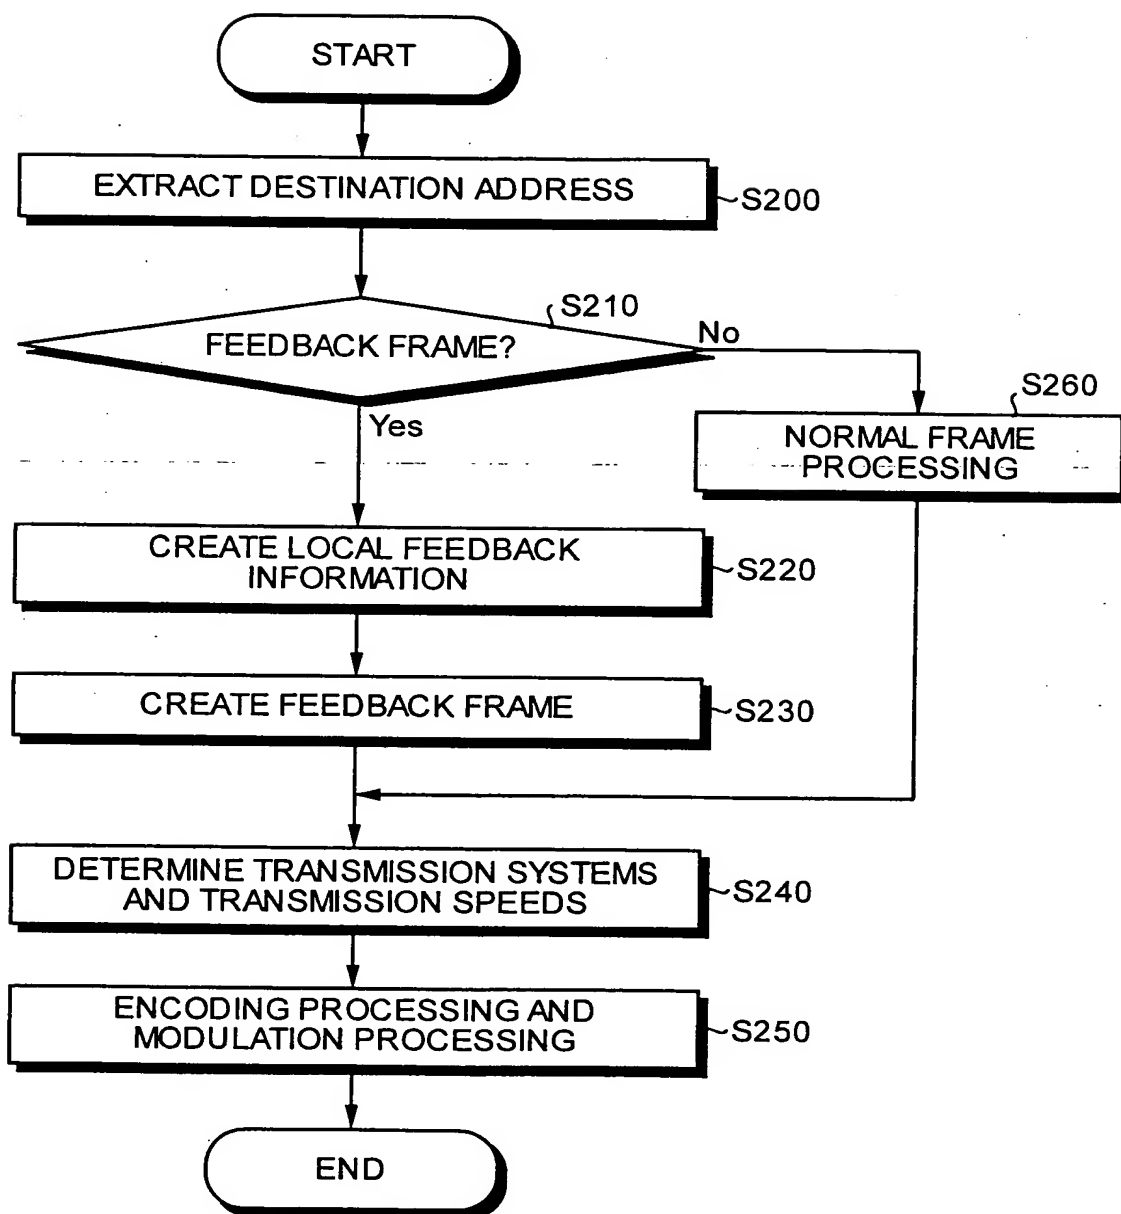 START
EXTRACT DESTINATION ADDRESS
S200
S210
FEEDBACK FRAME?
No
Yes
S260
NORMAL FRAME
PROCESSING
CREATE LOCAL FEEDBACK
INFORMATION
S220
CREATE FEEDBACK FRAME
S230
DETERMINE TRANSMISSION SYSTEMS
AND TRANSMISSION SPEEDS
S240
ENCODING PROCESSING AND
MODULATION PROCESSING
S250
END